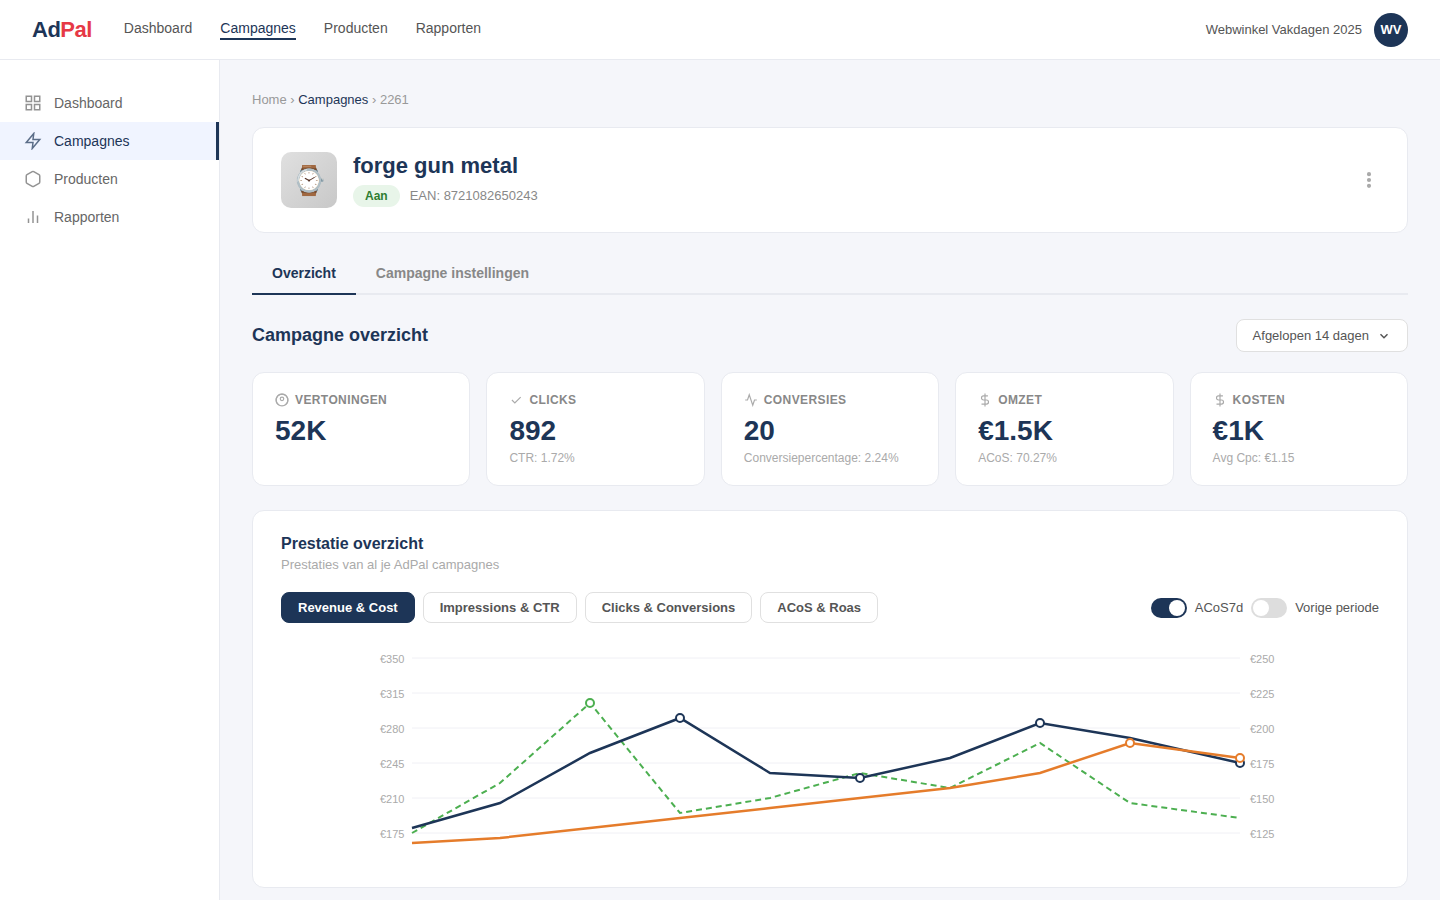 AdPal
Dashboard
Campagnes
Producten
Rapporten
Webwinkel Vakdagen 2025
WV
Dashboard
Campagnes
Producten
Rapporten
Home › Campagnes › 2261
forge gun metal
Aan
EAN: 8721082650243
Overzicht
Campagne instellingen
Campagne overzicht
Afgelopen 14 dagen
VERTONINGEN
52K
CLICKS
892
CTR: 1.72%
CONVERSIES
20
Conversiepercentage: 2.24%
OMZET
€1.5K
ACoS: 70.27%
KOSTEN
€1K
Avg Cpc: €1.15
Prestatie overzicht
Prestaties van al je AdPal campagnes
Revenue & Cost
Impressions & CTR
Clicks & Conversions
ACoS & Roas
ACoS7d
Vorige periode
€350
€315
€280
€245
€210
€175
€250
€225
€200
€175
€150
€125